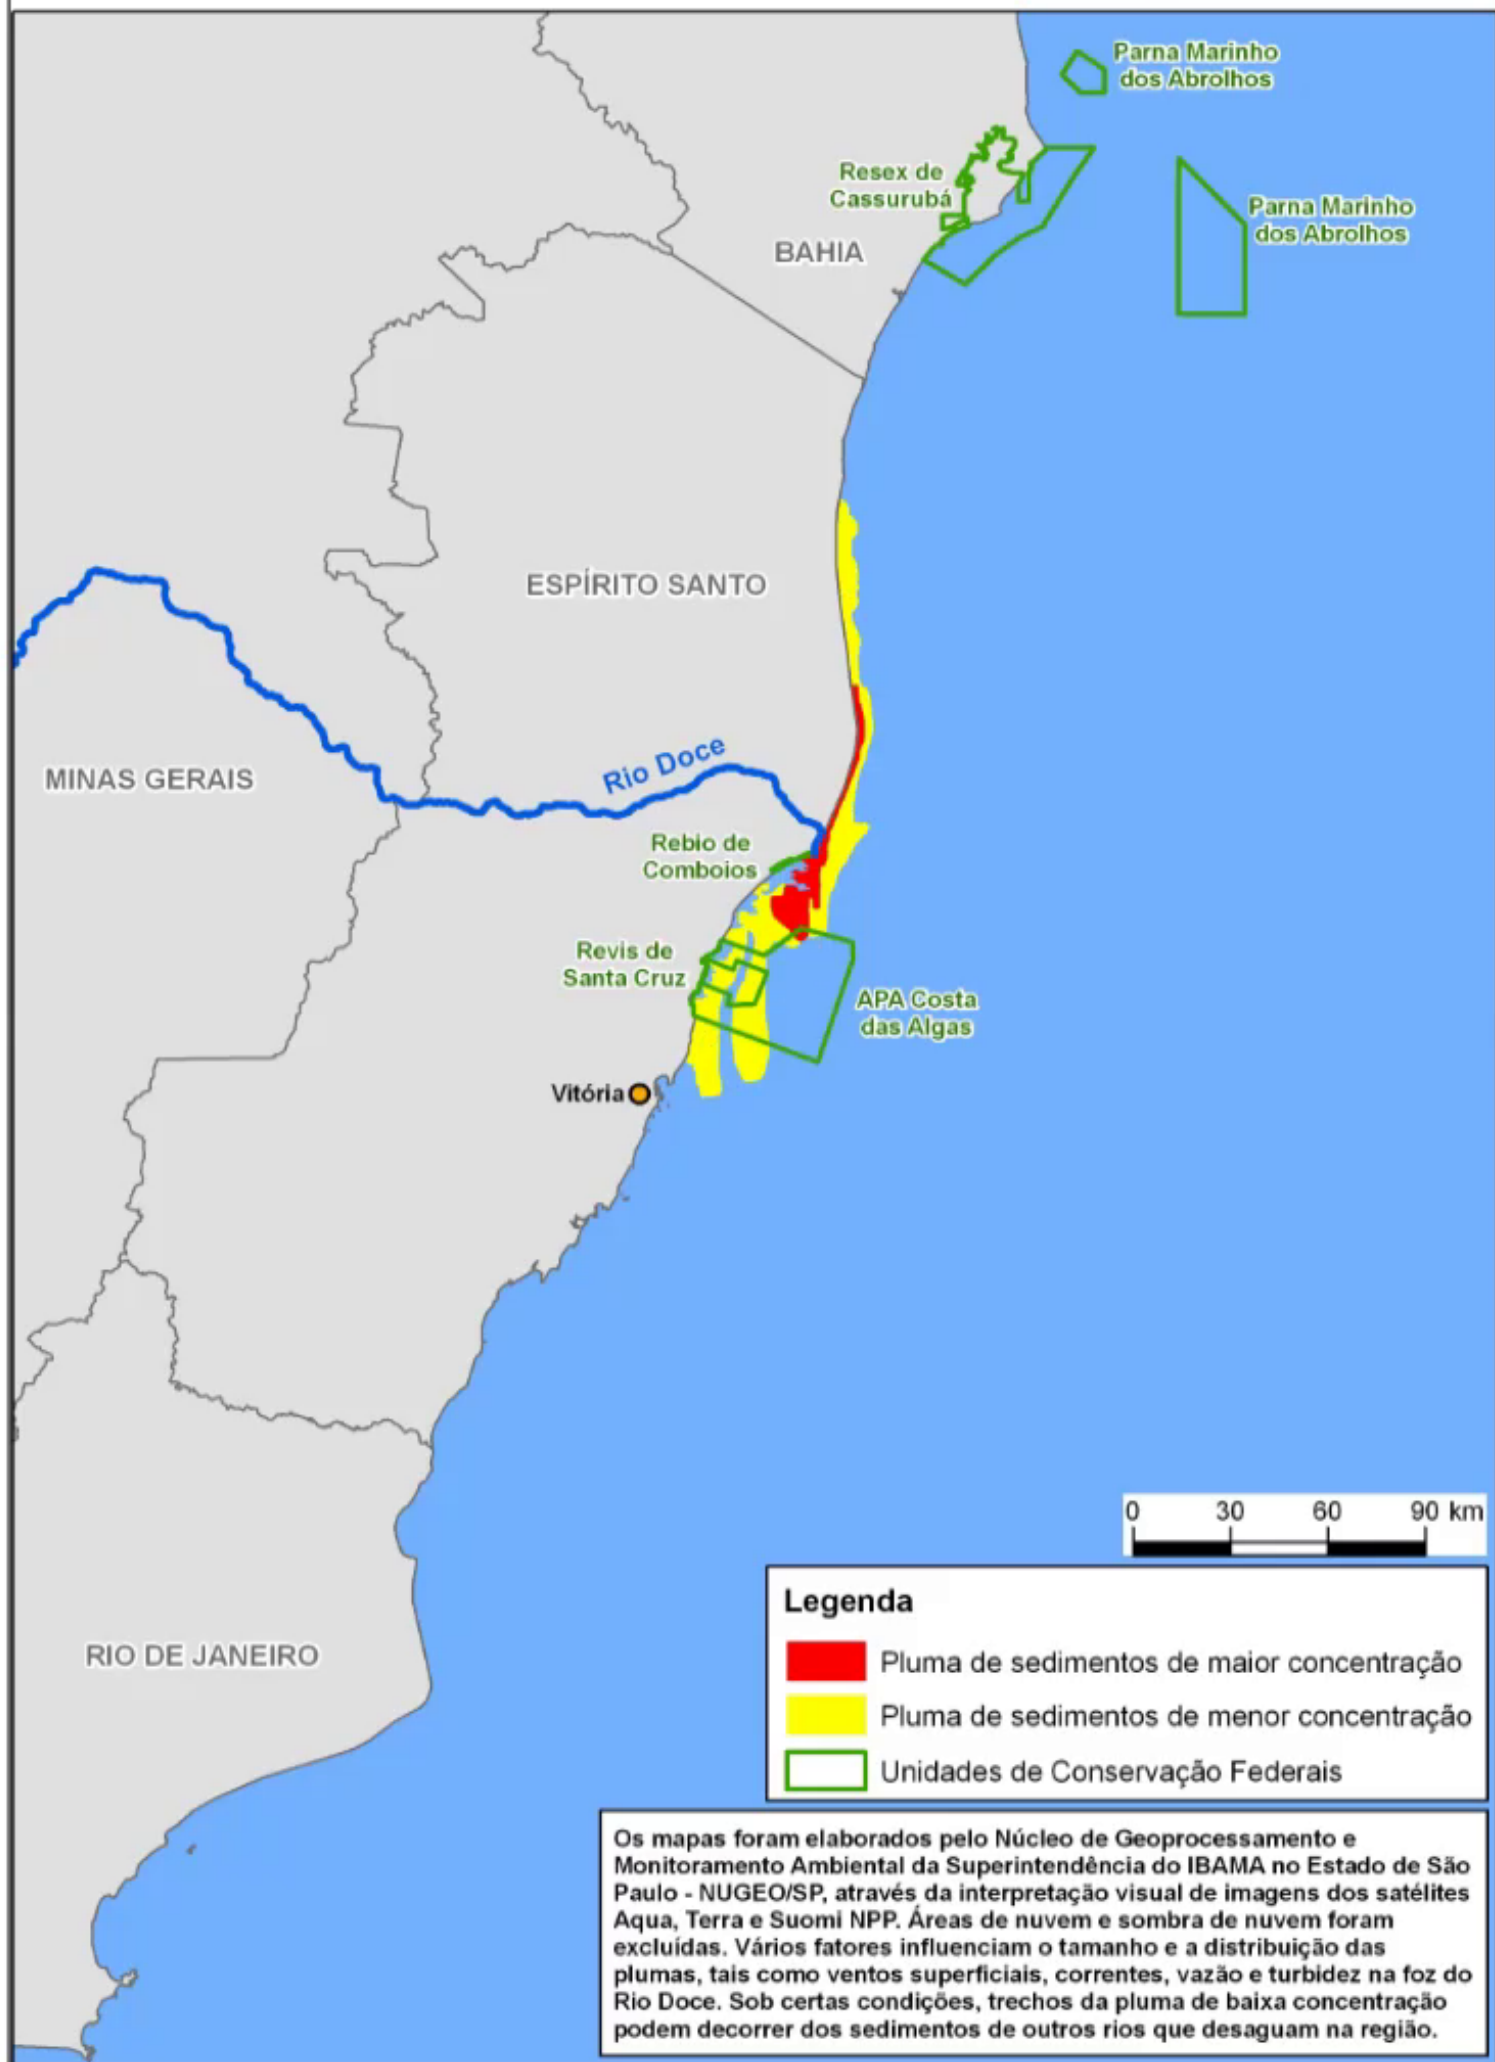 Parna Marinho
dos Abrolhos
Resex de
Cassurubá
Parna Marinho
dos Abrolhos
BAHIA
ESPÍRITO SANTO
Rio Doce
MINAS GERAIS
Rebio de
Comboios
Revis de
Santa Cruz
APA Costa
das Algas
Vitória
0 30 60 90 km
RIO DE JANEIRO
Legenda
Pluma de sedimentos de maior concentração
Pluma de sedimentos de menor concentração
Unidades de Conservação Federais
Os mapas foram elaborados pelo Núcleo de Geoprocessamento e
Monitoramento Ambiental da Superintendência do IBAMA no Estado de São
Paulo - NUGEO/SP, através da interpretação visual de imagens dos satélites
Aqua, Terra e Suomi NPP. Áreas de nuvem e sombra de nuvem foram
excluídas. Vários fatores influenciam o tamanho e a distribuição das
plumas, tais como ventos superficiais, correntes, vazão e turbidez na foz do
Rio Doce. Sob certas condições, trechos da pluma de baixa concentração
podem decorrer dos sedimentos de outros rios que desaguam na região.